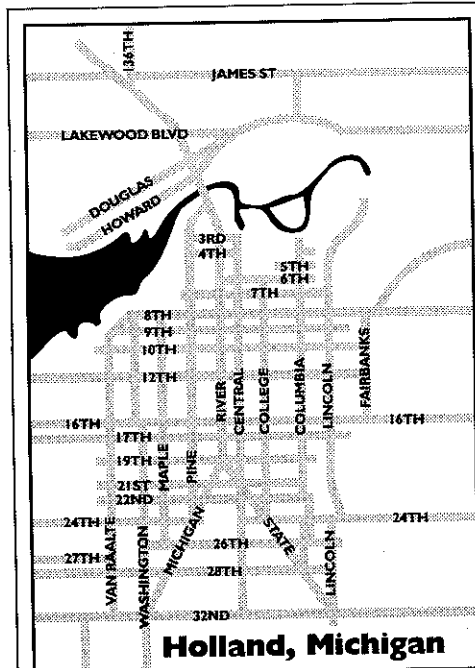 136TH
JAMES ST
LAKEWOOD BLVD
DOUGLAS
HOWARD
3RD
4TH
5TH
6TH
7TH
8TH
9TH
10TH
12TH
RIVER
CENTRAL
COLLEGE
COLUMBIA
LINCOLN
FAIRBANKS
16TH
16TH
17TH
19TH
MAPLE
PINE
21ST
22ND
24TH
24TH
VAN RAALTE
WASHINGTON
MICHIGAN
STATE
26TH
27TH
28TH
LINCOLN
32ND
Holland, Michigan